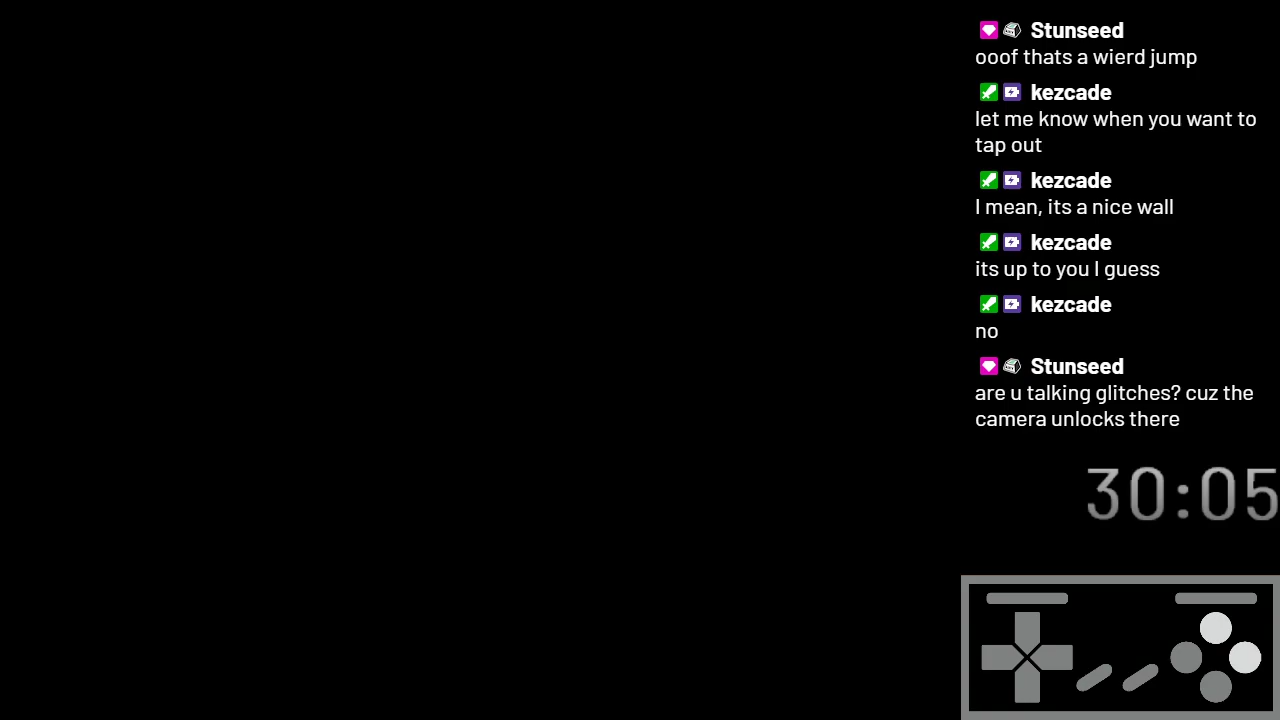 Stunseed
ooof thats a wierd jump
kezcade
let me know when you want to
tap out
kezcade
I mean, its a nice wall
kezcade
its up to you I guess
kezcade
no
Stunseed
are u talking glitches? cuz the
camera unlocks there
30:05